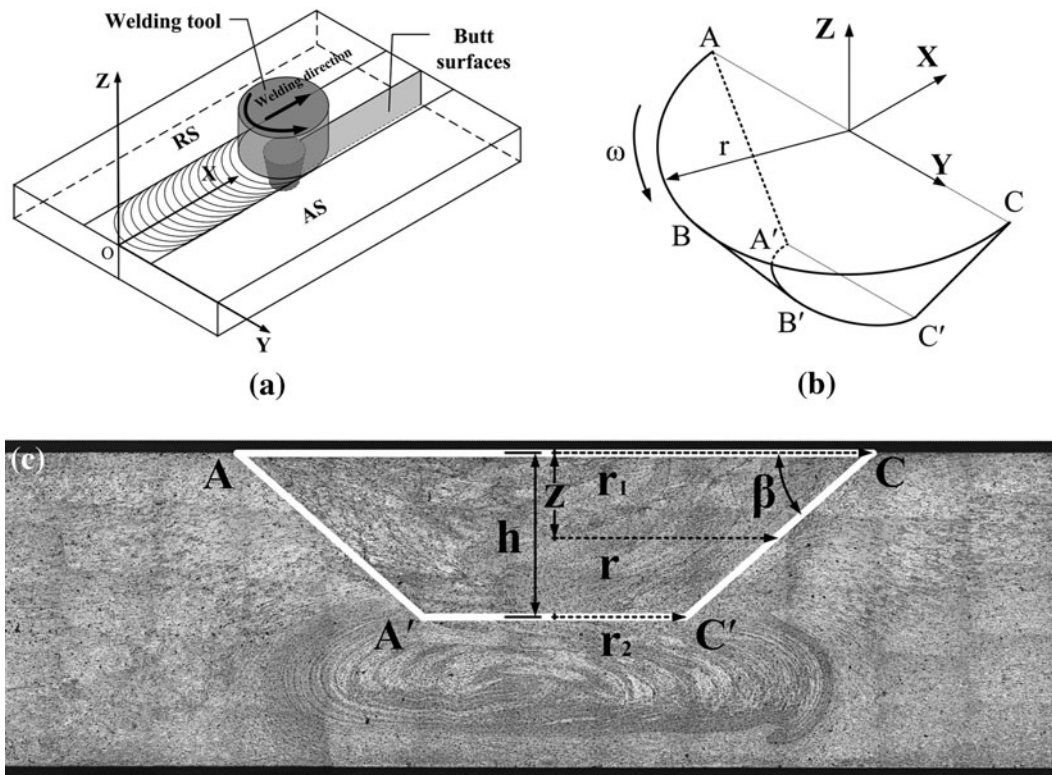 Welding tool
Butt
surfaces
Z
Welding direction
RS
X
AS
O
Y
(a)
A
Z
X
ω
r
Y
C
B
A′
B′
C′
(b)
(c)
A
C
r₁
z
β
h
r
A′
r₂
C′